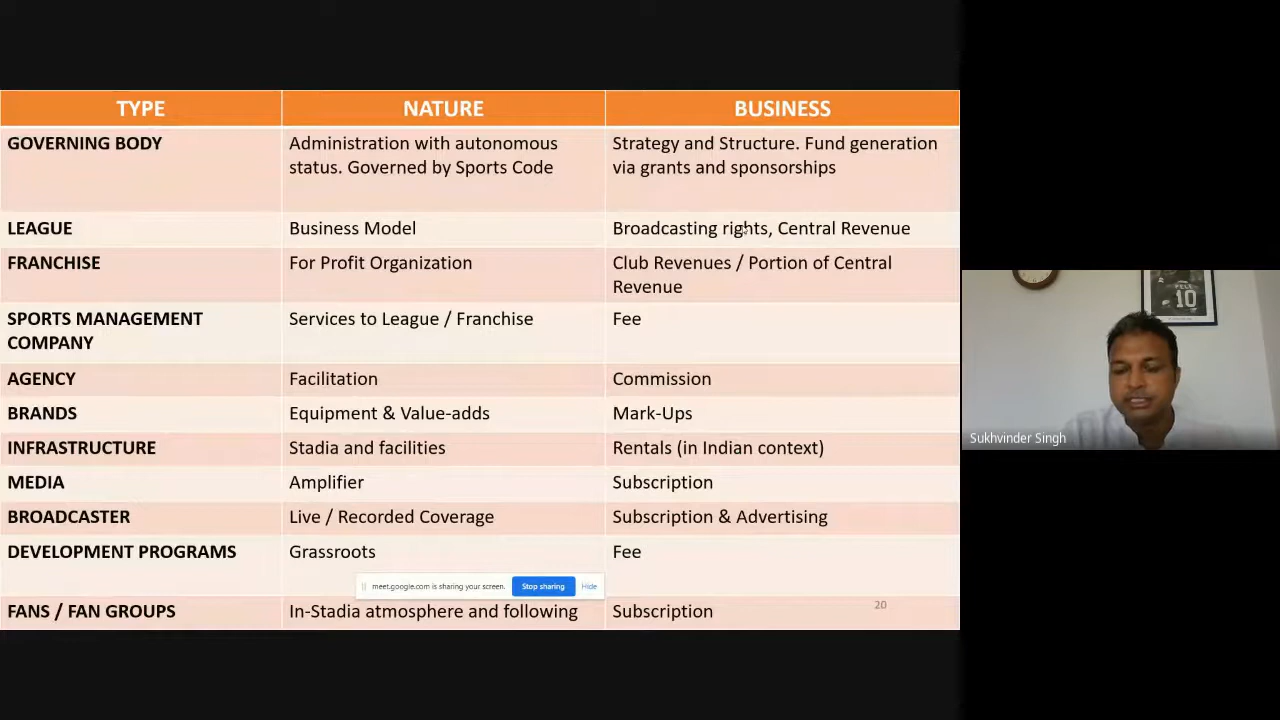 TYPE NATURE BUSINESS
GOVERNING BODY Administration with autonomous Strategy and Structure. Fund generation
status. Governed by Sports Code via grants and sponsorships
LEAGUE Business Model Broadcasting rights, Central Revenue
FRANCHISE For Profit Organization Club Revenues / Portion of Central
Revenue
SPORTS MANAGEMENT Services to League / Franchise Fee
COMPANY
AGENCY Facilitation Commission
BRANDS Equipment & Value-adds Mark-Ups
INFRASTRUCTURE Stadia and facilities Rentals (in Indian context)
MEDIA Amplifier Subscription
BROADCASTER Live / Recorded Coverage Subscription & Advertising
DEVELOPMENT PROGRAMS Grassroots Fee
meet.google.com is sharing your screen. Stop sharing Hide
FANS / FAN GROUPS In-Stadia atmosphere and following Subscription
20
PELE
10
Sukhvinder Singh